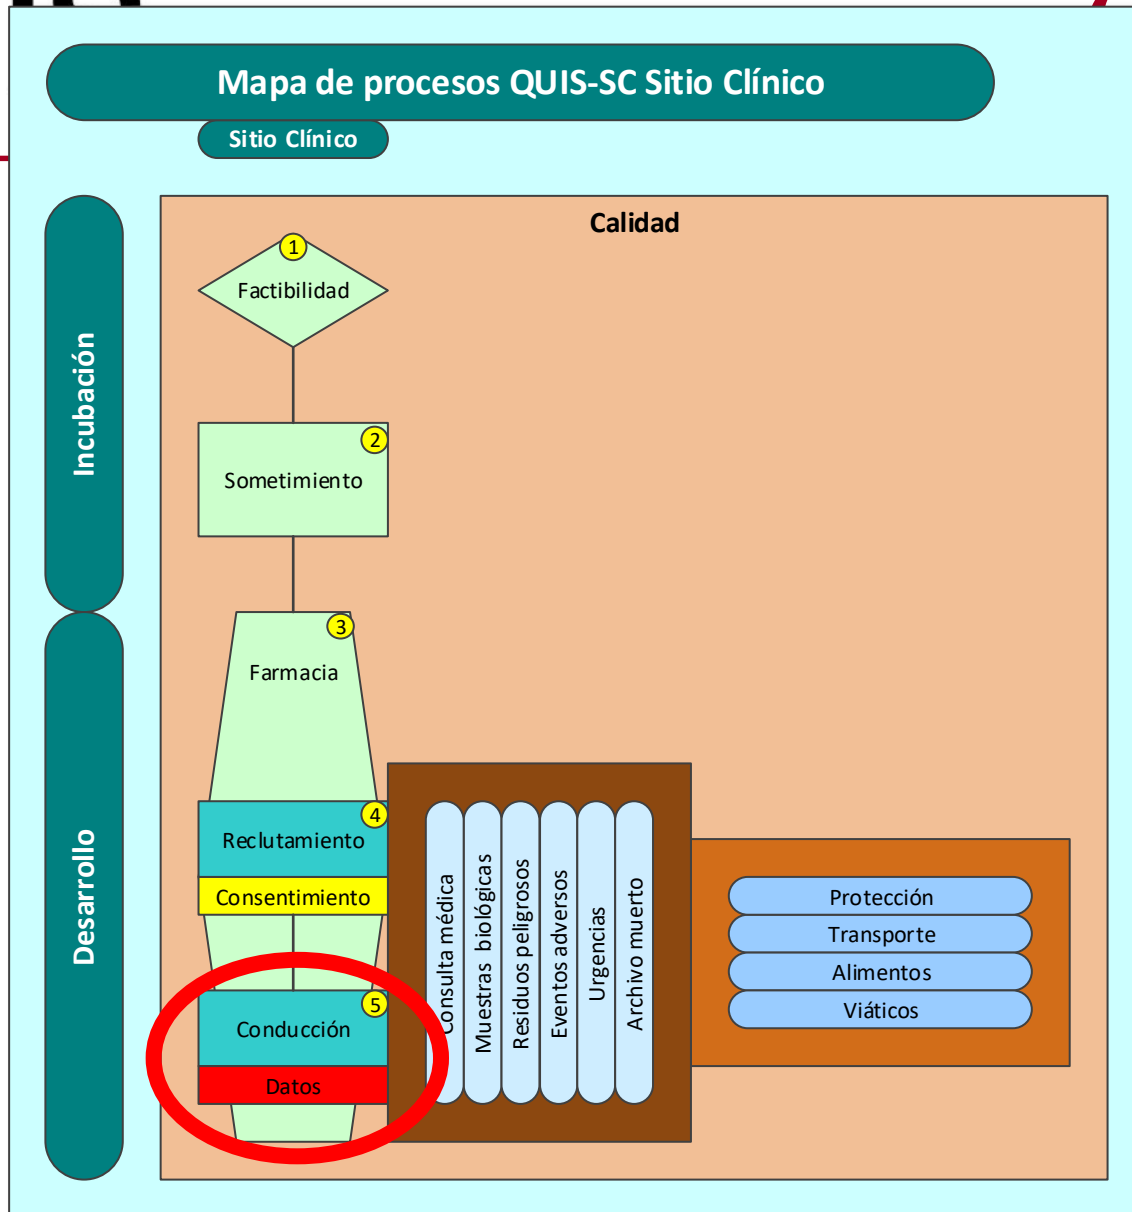 Mapa de procesos QUIS-SC Sitio Clínico
Sitio Clínico
Incubación
Desarrollo
Calidad
1
Factibilidad
2
Sometimiento
3
Farmacia
4
Reclutamiento
Consentimiento
5
Conducción
Datos
Consulta médica
Muestras biológicas
Residuos peligrosos
Eventos adversos
Urgencias
Archivo muerto
Protección
Transporte
Alimentos
Viáticos